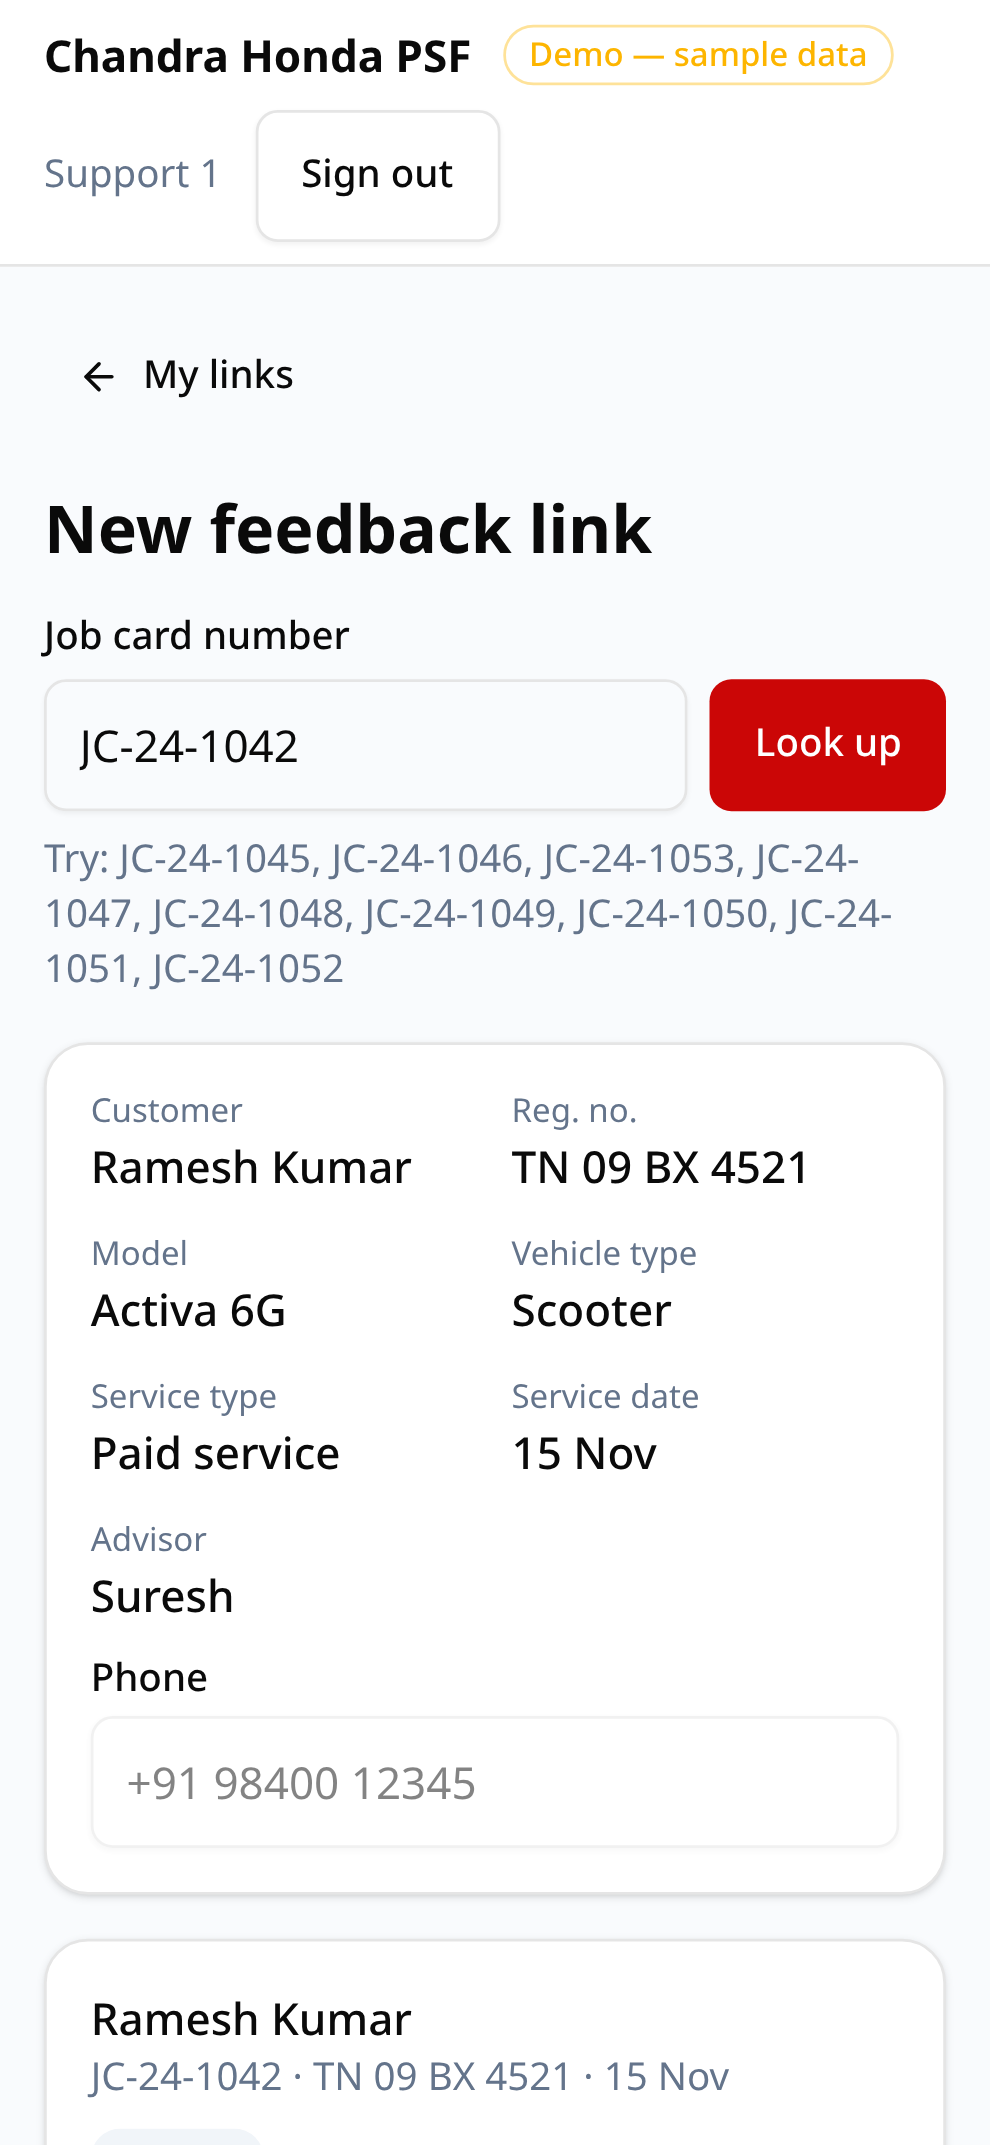 Chandra Honda PSF
Demo — sample data
Support 1
Sign out
← My links
New feedback link
Job card number
JC-24-1042
Look up
Try: JC-24-1045, JC-24-1046, JC-24-1053, JC-24-
1047, JC-24-1048, JC-24-1049, JC-24-1050, JC-24-
1051, JC-24-1052
Customer
Ramesh Kumar
Reg. no.
TN 09 BX 4521
Model
Activa 6G
Vehicle type
Scooter
Service type
Paid service
Service date
15 Nov
Advisor
Suresh
Phone
+91 98400 12345
Ramesh Kumar
JC-24-1042 · TN 09 BX 4521 · 15 Nov